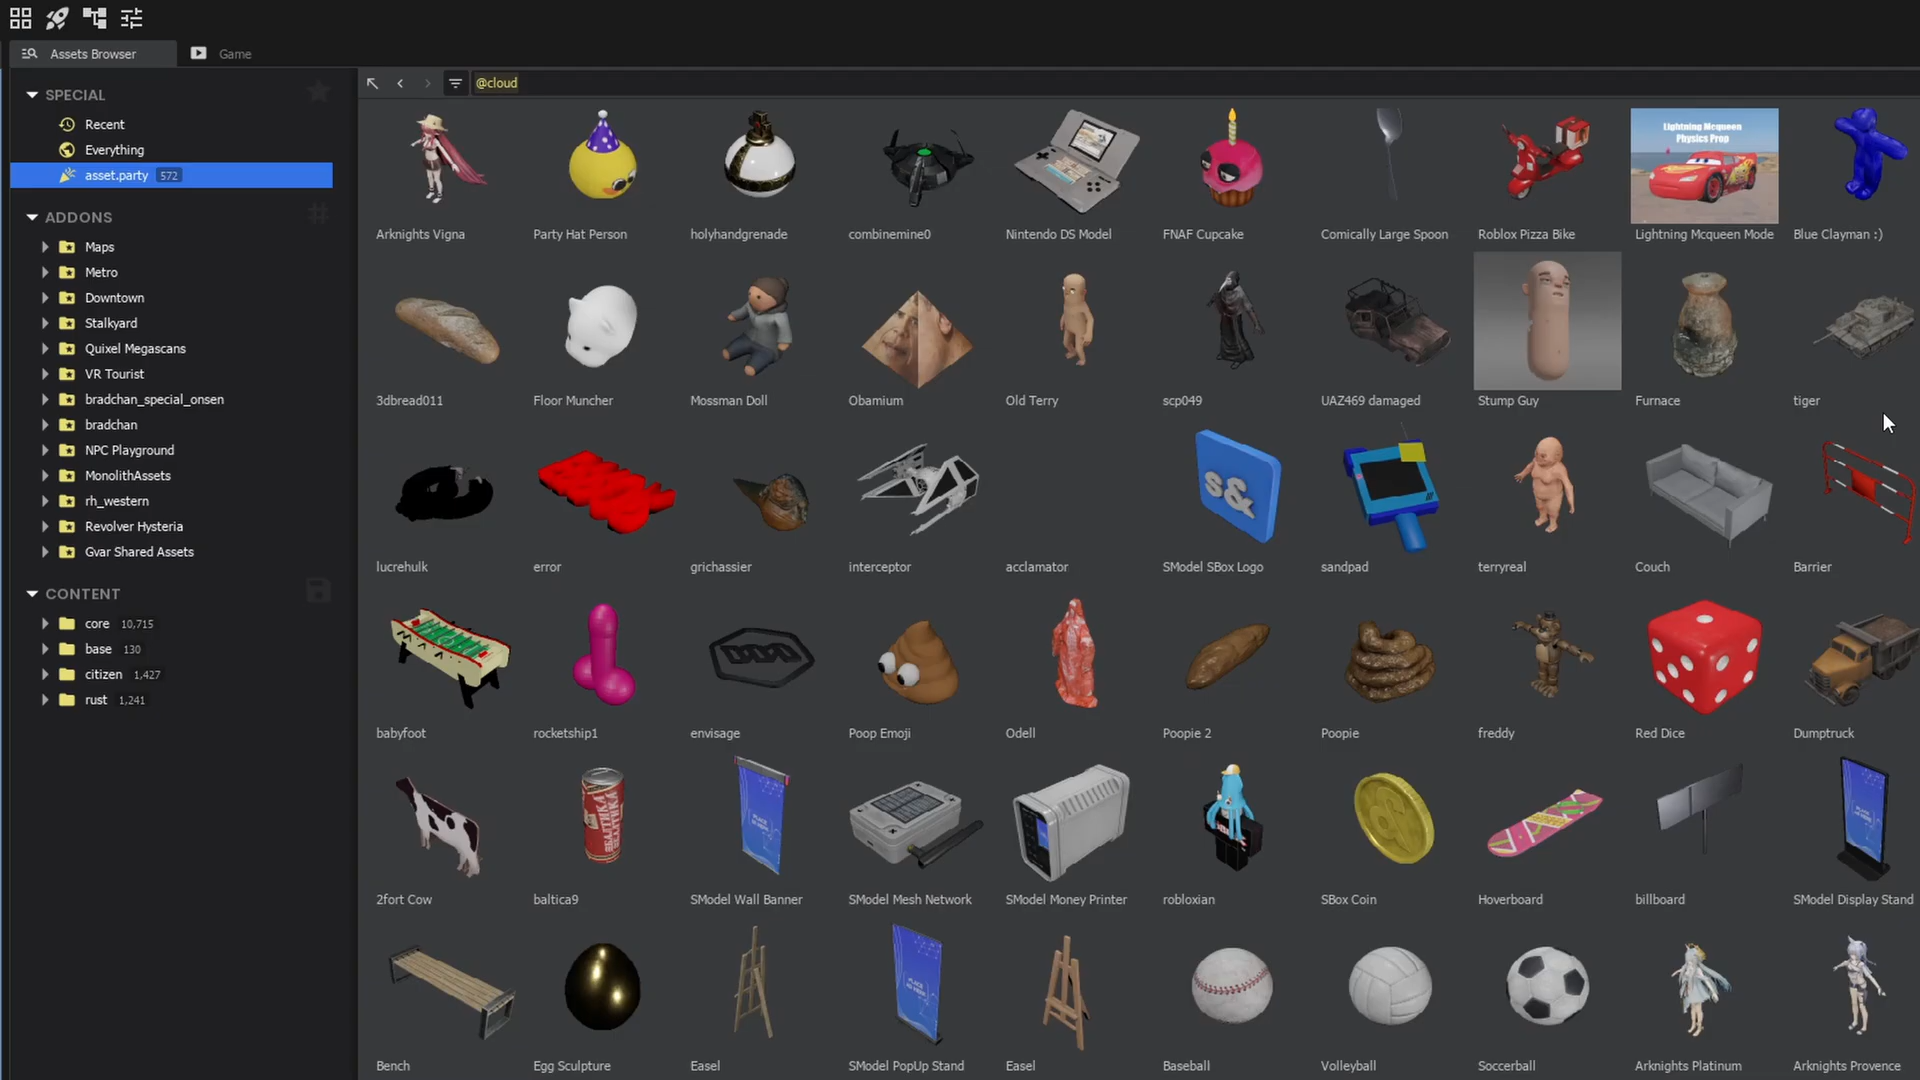 Assets Browser
Game
SPECIAL
Recent
Everything
asset.party 572
ADDONS
Maps
Metro
Downtown
Stalkyard
Quixel Megascans
VR Tourist
bradchan_special_onsen
bradchan
NPC Playground
MonolithAssets
rh_western
Revolver Hysteria
Gvar Shared Assets
CONTENT
core 10,715
base 130
citizen 1,427
rust 1,241
@cloud
Lightning Mcqueen
Physics Prop
Arknights Vigna
Party Hat Person
holyhandgrenade
combinemine0
Nintendo DS Model
FNAF Cupcake
Comically Large Spoon
Roblox Pizza Bike
Lightning Mcqueen Mode
Blue Clayman :)
3dbread011
Floor Muncher
Mossman Doll
Obamium
Old Terry
scp049
UAZ469 damaged
Stump Guy
Furnace
tiger
s&
lucrehulk
error
grichassier
interceptor
acclamator
SModel SBox Logo
sandpad
terryreal
Couch
Barrier
babyfoot
rocketship1
envisage
Poop Emoji
Odell
Poopie 2
Poopie
freddy
Red Dice
Dumptruck
БАЛТИКА
БАЛТИКА
2fort Cow
baltica9
SModel Wall Banner
SModel Mesh Network
SModel Money Printer
robloxian
SBox Coin
Hoverboard
billboard
SModel Display Stand
Bench
Egg Sculpture
Easel
SModel PopUp Stand
Easel
Baseball
Volleyball
Soccerball
Arknights Platinum
Arknights Provence